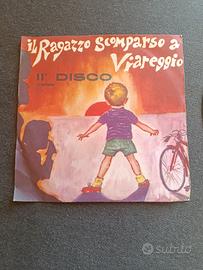 il Ragazzo Scomparso a
Viareggio
II° DISCO
subito